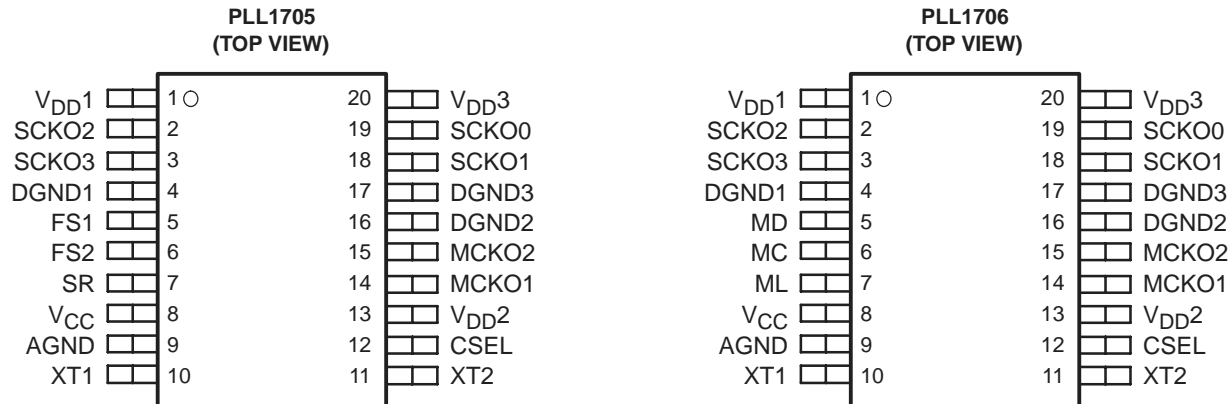 PLL1705
(TOP VIEW)
VDD1 1 20 VDD3
SCKO2 2 19 SCKO0
SCKO3 3 18 SCKO1
DGND1 4 17 DGND3
FS1 5 16 DGND2
FS2 6 15 MCKO2
SR 7 14 MCKO1
VCC 8 13 VDD2
AGND 9 12 CSEL
XT1 10 11 XT2
PLL1706
(TOP VIEW)
VDD1 1 20 VDD3
SCKO2 2 19 SCKO0
SCKO3 3 18 SCKO1
DGND1 4 17 DGND3
MD 5 16 DGND2
MC 6 15 MCKO2
ML 7 14 MCKO1
VCC 8 13 VDD2
AGND 9 12 CSEL
XT1 10 11 XT2